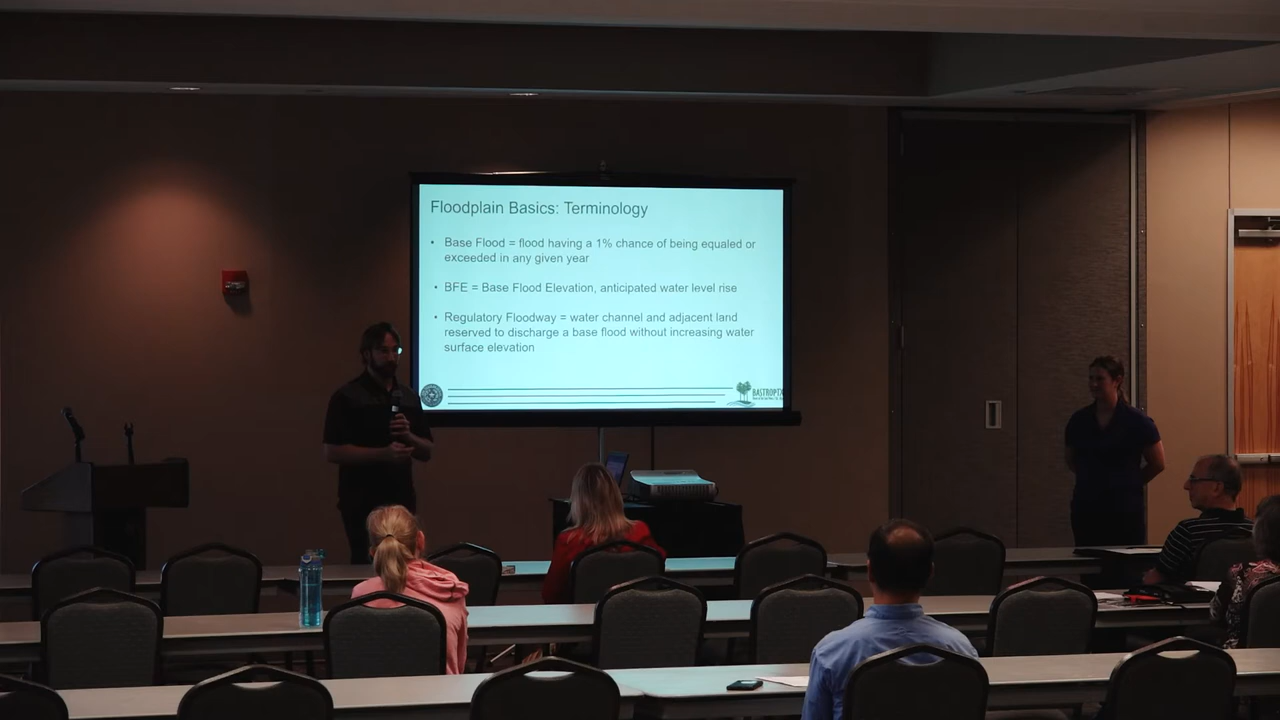 Floodplain Basics: Terminology
• Base Flood = flood having a 1% chance of being equaled or
exceeded in any given year
• BFE = Base Flood Elevation, anticipated water level rise
• Regulatory Floodway = water channel and adjacent land
reserved to discharge a base flood without increasing water
surface elevation
BASTROPTX